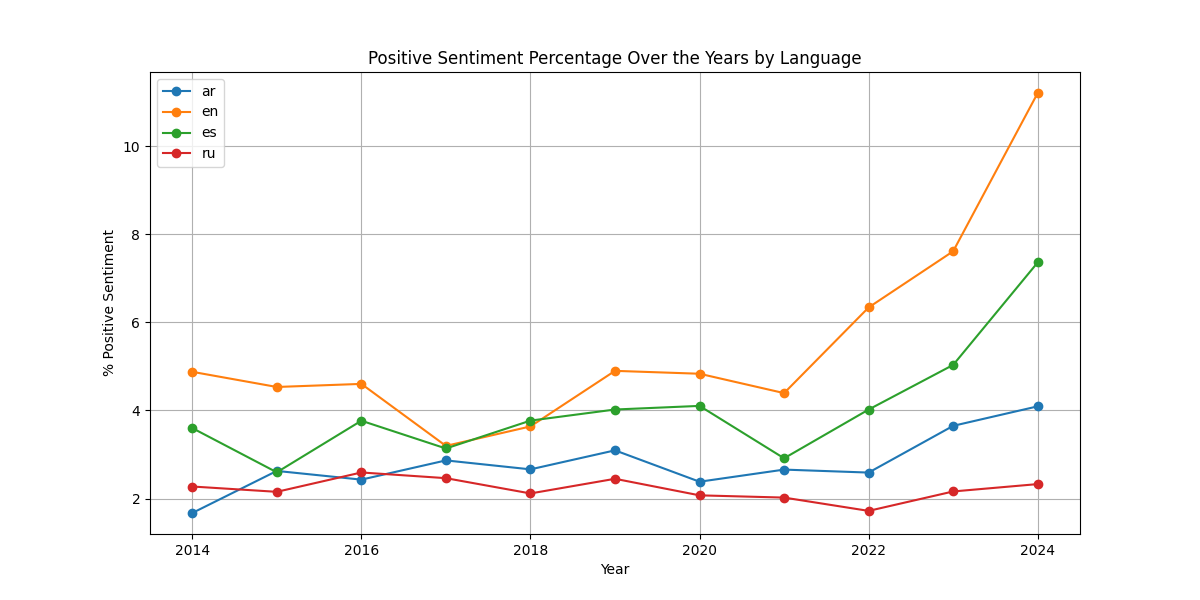 Positive Sentiment Percentage Over the Years by Language
ar
en
es
ru
% Positive Sentiment
10
8
6
4
2
2014 2016 2018 2020 2022 2024
Year